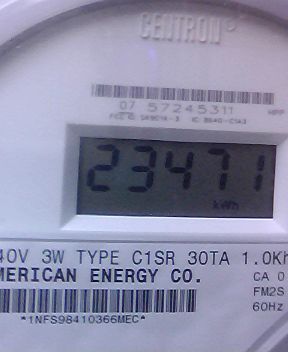 CENTRON
07 57245311
23471
kWh
40V 3W TYPE C1SR 30TA 1.0Kh
MERICAN ENERGY CO.
CA 0
FM2S
60Hz
*1NFS98410366MEC*